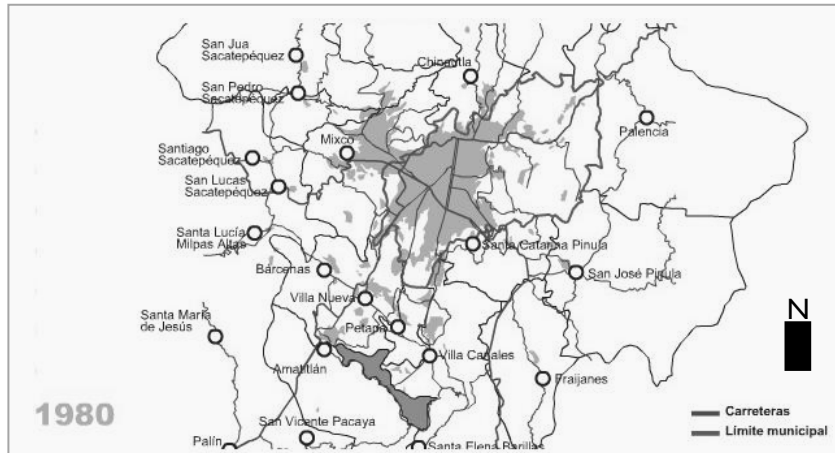 San Jua
Sacatepéquez
Chinautla
San Pedro
Sacatepéquez
Palencia
Mixco
Santiago
Sacatepéquez
San Lucas
Sacatepéquez
Santa Lucía
Milpas Altas
Santa Catarina Pinula
Bárcenas
San José Pinula
Villa Nueva
Santa María
de Jesús
Petapa
Amatitlán
Villa Canales
Fraijanes
N
1980
San Vicente Pacaya
Palín
Santa Elena Barillas
Carreteras
Límite municipal